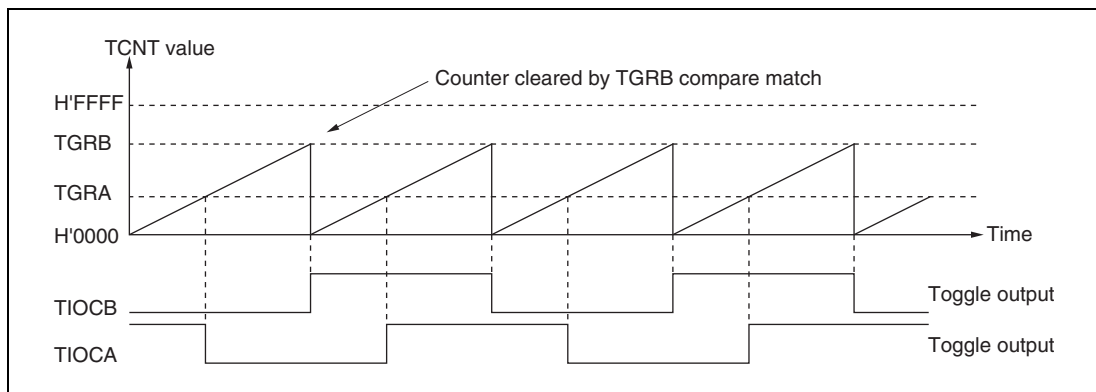 TCNT value
Counter cleared by TGRB compare match
H'FFFF
TGRB
TGRA
H'0000
Time
TIOCB
Toggle output
TIOCA
Toggle output